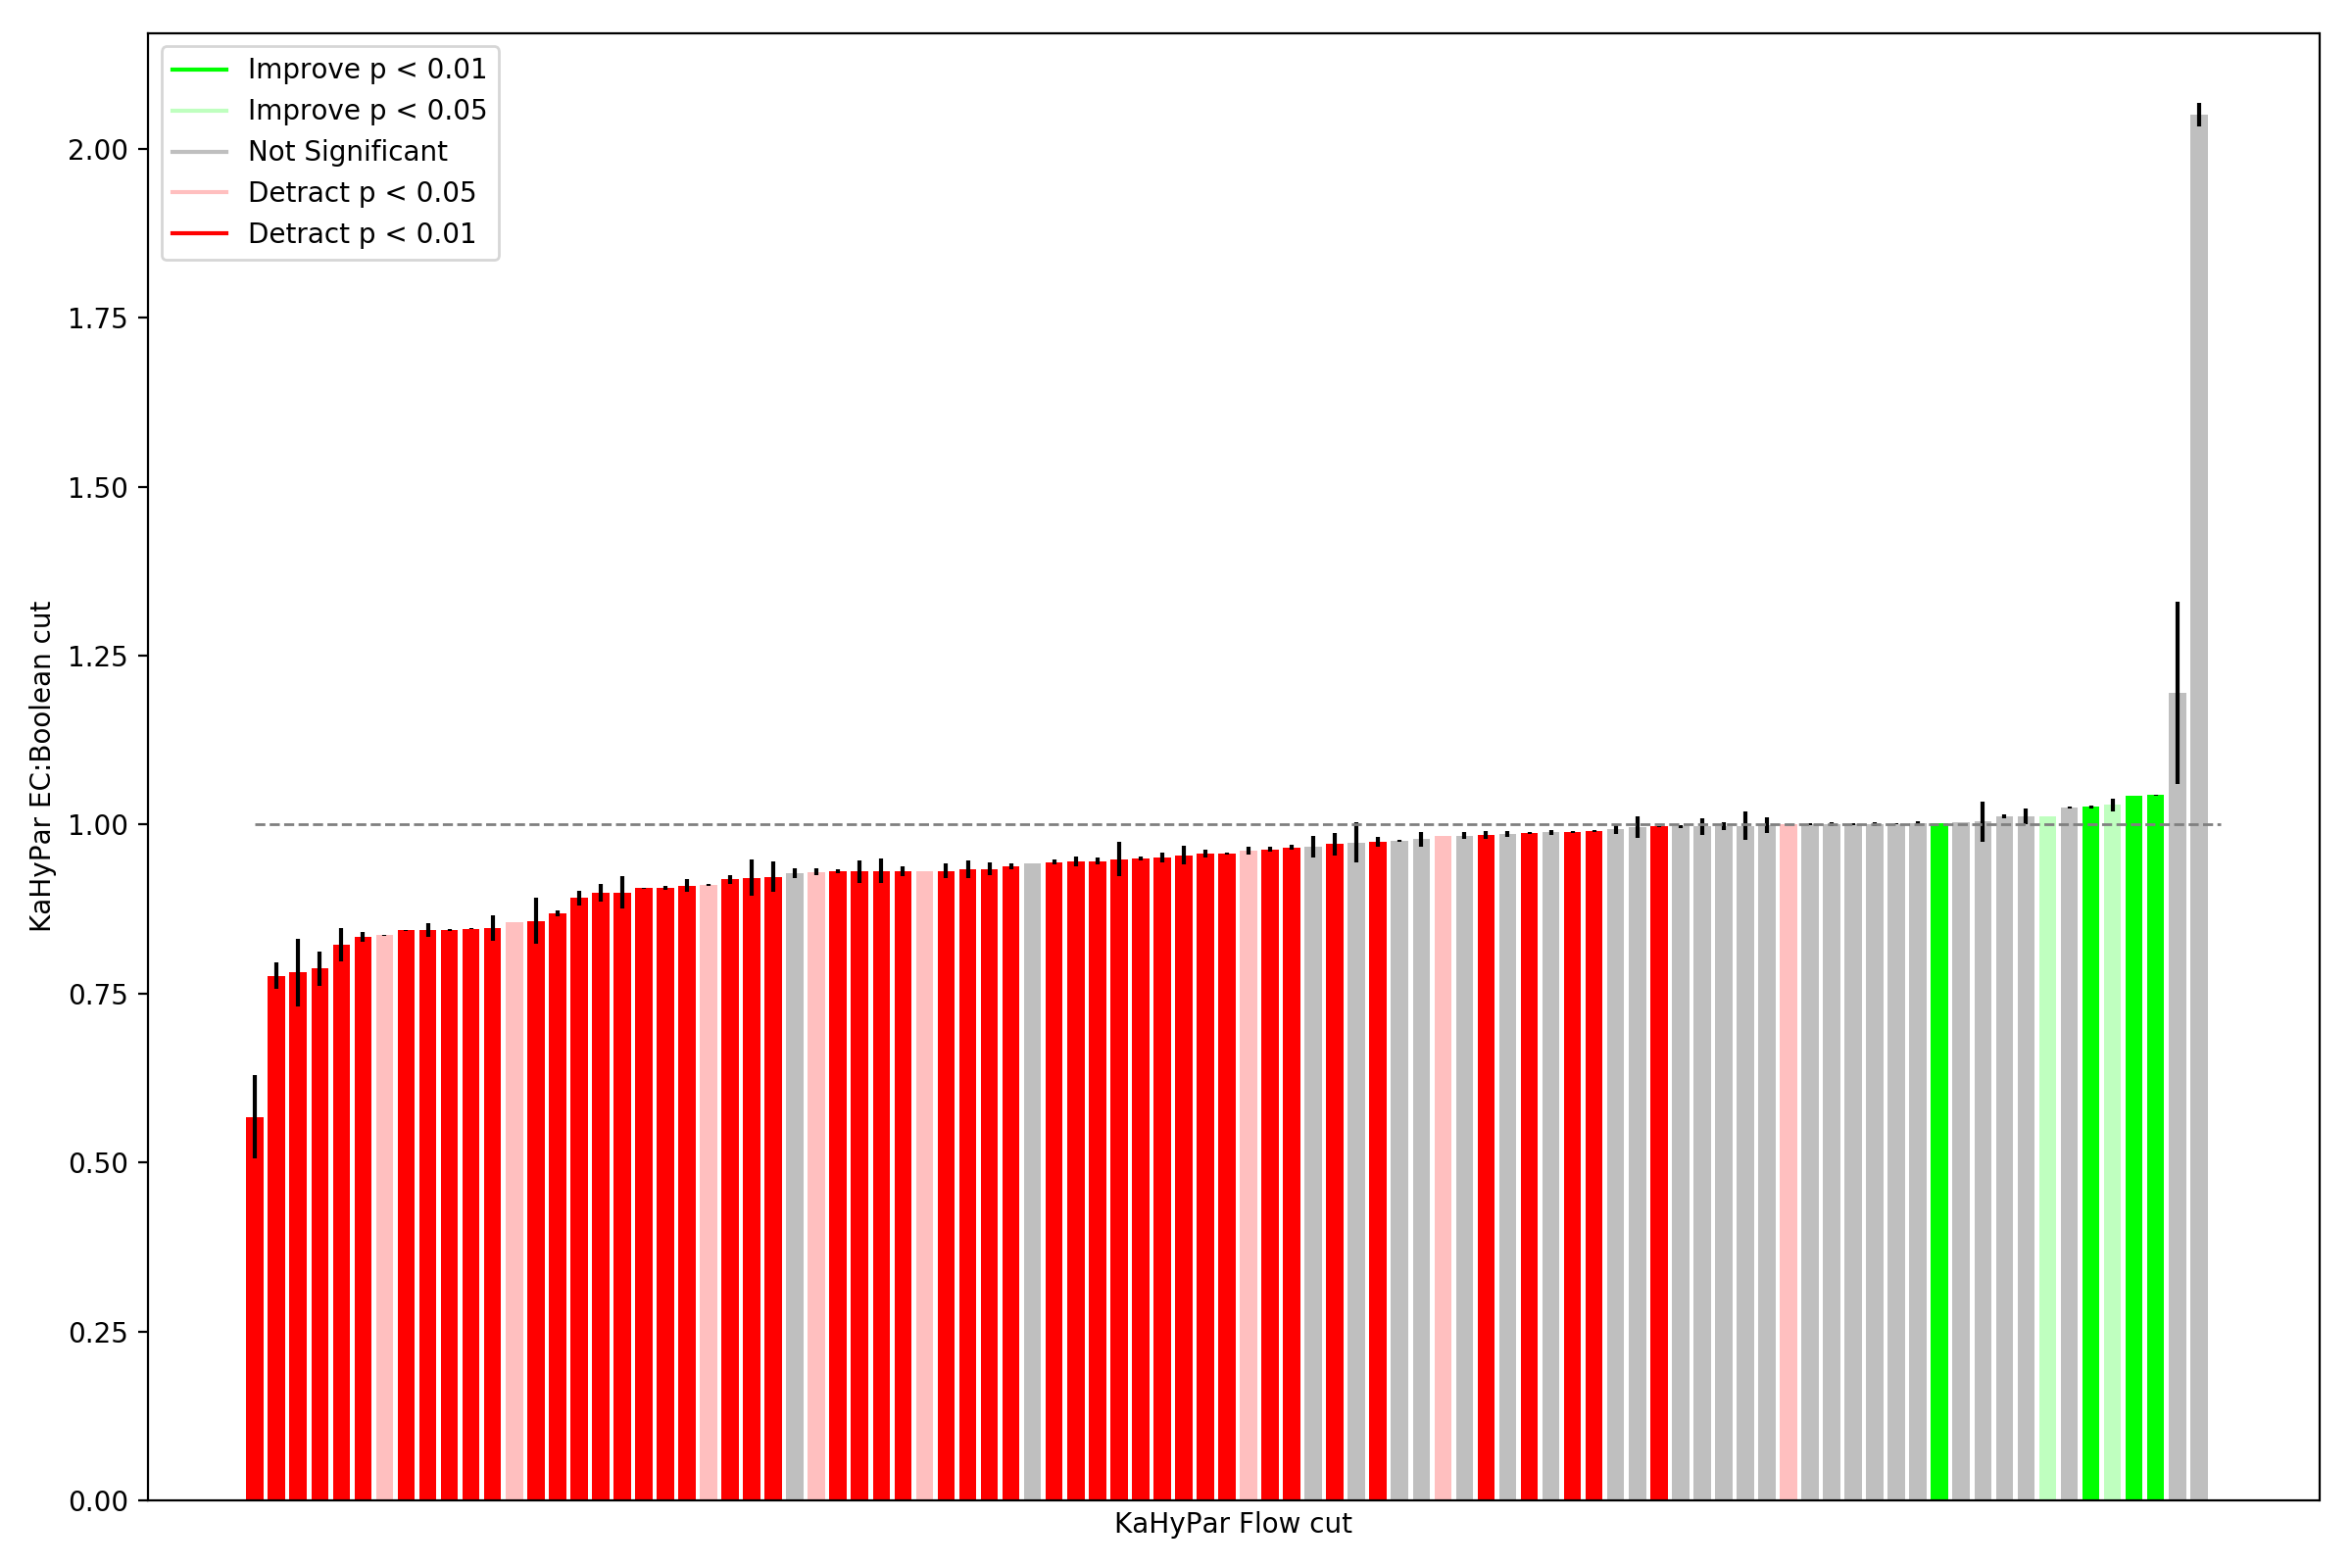 Improve p < 0.01
Improve p < 0.05
Not Significant
Detract p < 0.05
Detract p < 0.01
2.00
1.75
1.50
1.25
1.00
0.75
0.50
0.25
0.00
KaHyPar EC:Boolean cut
KaHyPar Flow cut